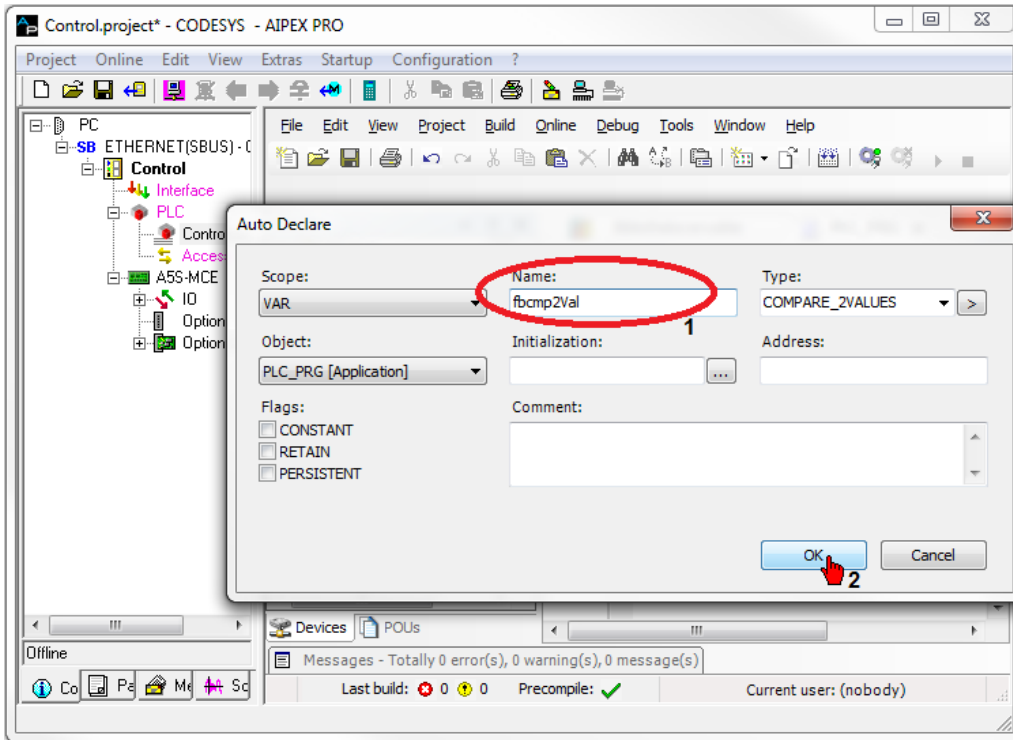 Control.project* - CODESYS - AIPEX PRO
Project Online Edit View Extras Startup Configuration ?
PC
SB ETHERNET(SBUS) - (
Control
Interface
PLC
Contro
Acces
A5S-MCE
IO
Option
Option
File Edit View Project Build Online Debug Tools Window Help
Auto Declare
Scope: Name: Type:
VAR fbcmp2Val COMPARE_2VALUES >
1
Object: Initialization: Address:
PLC_PRG [Application] ...
Flags: Comment:
CONSTANT
RETAIN
PERSISTENT
OK Cancel
2
Devices POUs
Offline
Messages - Totally 0 error(s), 0 warning(s), 0 message(s)
Co Pa Me Sc
Last build: 0 0 Precompile: Current user: (nobody)